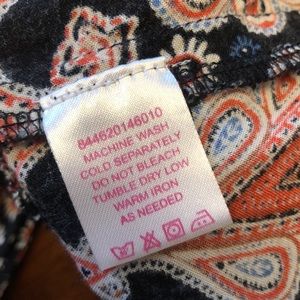 844620146010
MACHINE WASH
COLD SEPARATELY
DO NOT BLEACH
TUMBLE DRY LOW
WARM IRON
AS NEEDED